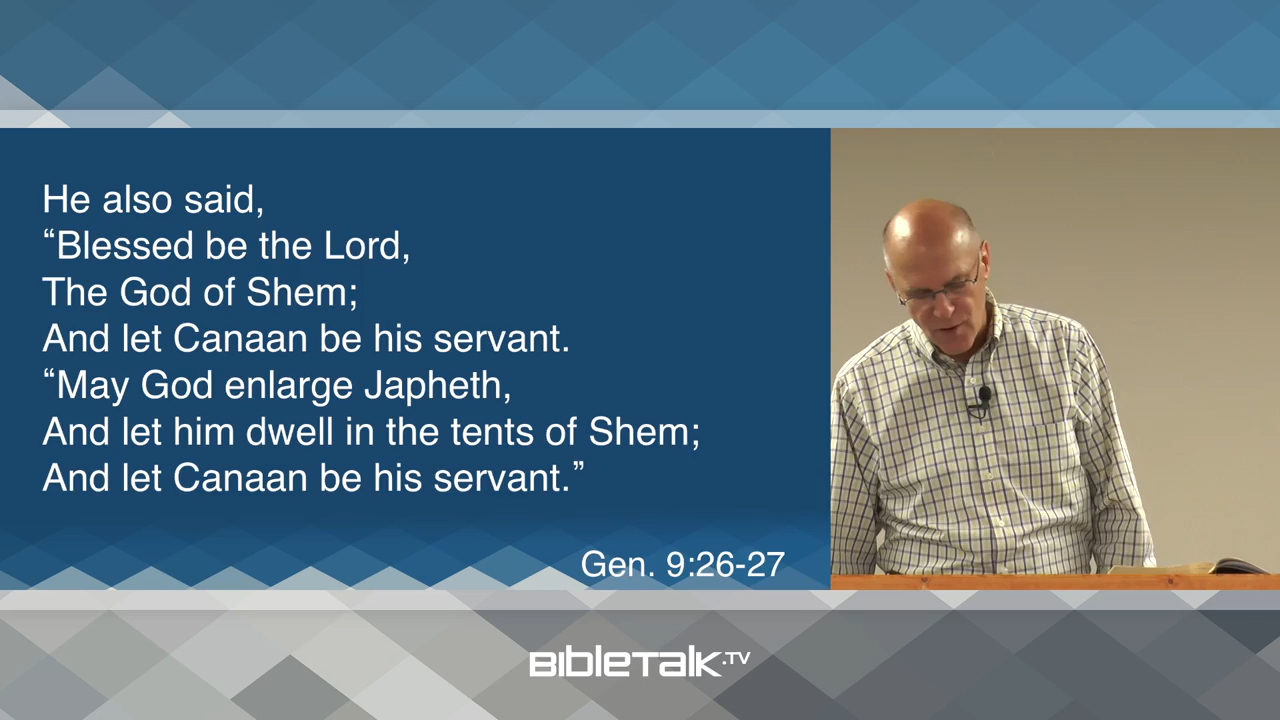 He also said,
“Blessed be the Lord,
The God of Shem;
And let Canaan be his servant.
“May God enlarge Japheth,
And let him dwell in the tents of Shem;
And let Canaan be his servant.”
Gen. 9:26-27
BibleTalk.TV